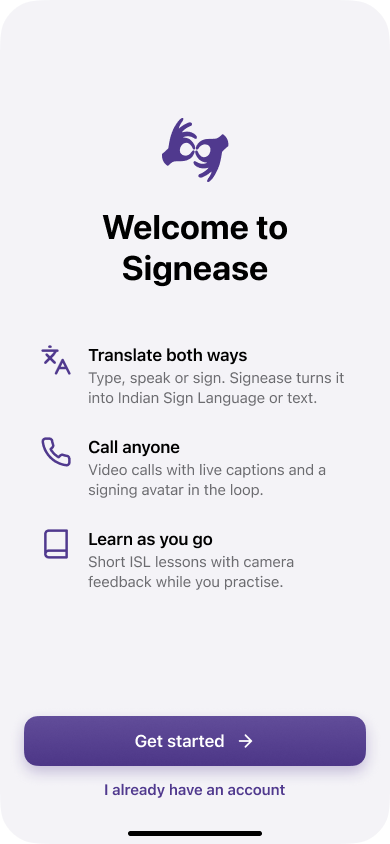 Welcome to
Signease
Translate both ways
Type, speak or sign. Signease turns it
into Indian Sign Language or text.
Call anyone
Video calls with live captions and a
signing avatar in the loop.
Learn as you go
Short ISL lessons with camera
feedback while you practise.
Get started
I already have an account